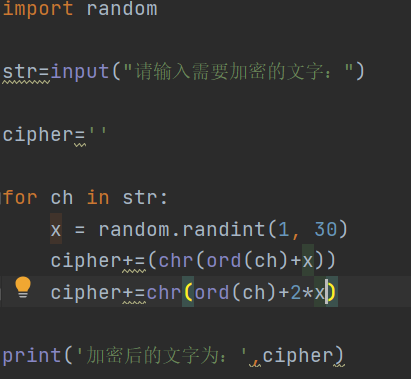 import random
str=input("请输入需要加密的文字：")
cipher=''
for ch in str:
x = random.randint(1, 30)
cipher+=(chr(ord(ch)+x))
cipher+=chr(ord(ch)+2*x)
print('加密后的文字为：',cipher)